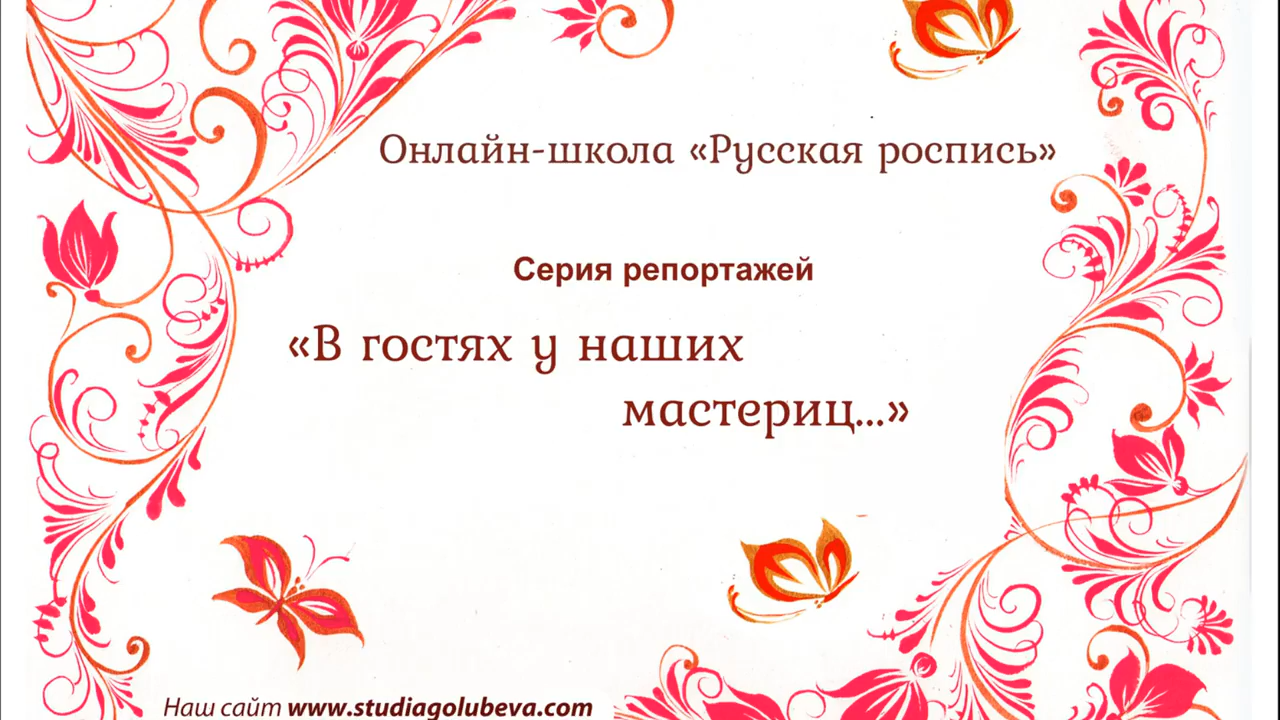 Онлайн-школа «Русская роспись»
Серия репортажей
«В гостях у наших
мастериц...»
Наш сайт www.studiagolubeva.com